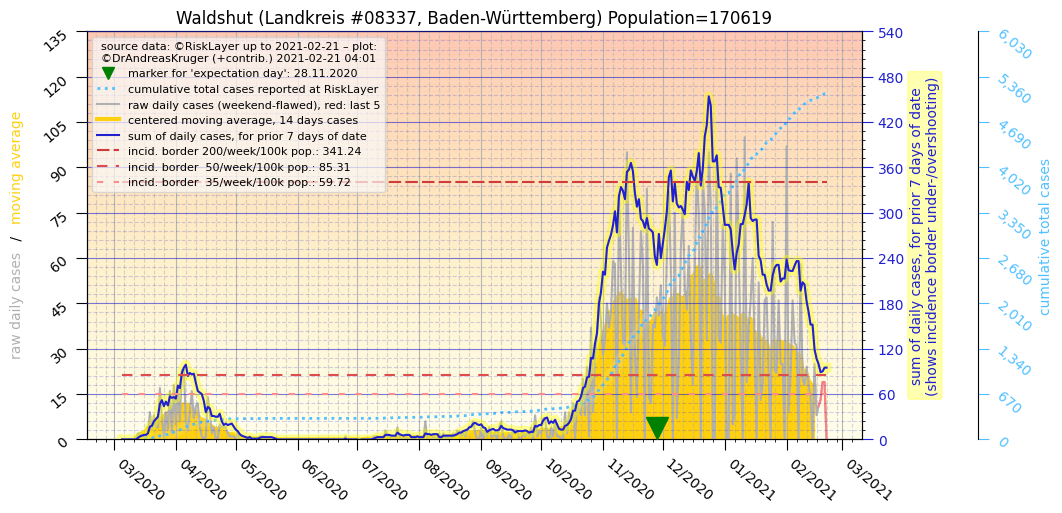 Waldshut (Landkreis #08337, Baden-Württemberg) Population=170619
source data: ©RiskLayer up to 2021-02-21 – plot:
©DrAndreasKruger (+contrib.) 2021-02-21 04:01
marker for 'expectation day': 28.11.2020
cumulative total cases reported at RiskLayer
raw daily cases (weekend-flawed), red: last 5
centered moving average, 14 days cases
sum of daily cases, for prior 7 days of date
incid. border 200/week/100k pop.: 341.24
incid. border  50/week/100k pop.: 85.31
incid. border  35/week/100k pop.: 59.72
raw daily cases / moving average
135
120
105
90
75
60
45
30
15
0
540
480
420
360
300
240
180
120
60
0
sum of daily cases, for prior 7 days of date
(shows incidence border under-/overshooting)
6,030
5,360
4,690
4,020
3,350
2,680
2,010
1,340
670
0
cumulative total cases
03/2020
04/2020
05/2020
06/2020
07/2020
08/2020
09/2020
10/2020
11/2020
12/2020
01/2021
02/2021
03/2021